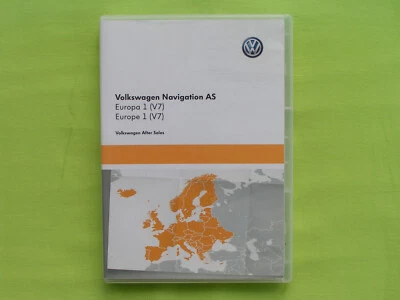 Volkswagen Navigation AS
Europa 1 (V7)
Europe 1 (V7)
Volkswagen After Sales